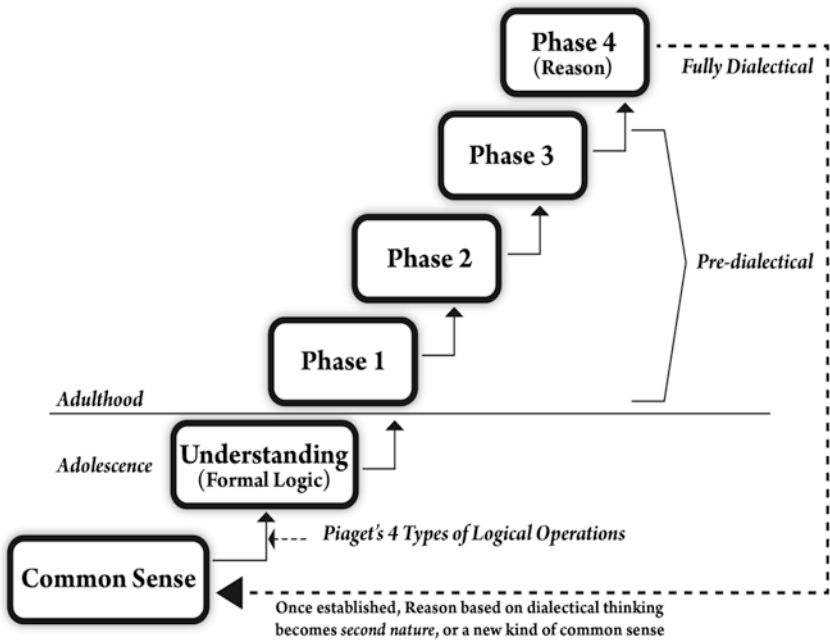 Phase 4
(Reason)
Fully Dialectical
Phase 3
Phase 2
Pre-dialectical
Phase 1
Adulthood
Understanding
(Formal Logic)
Adolescence
Piaget's 4 Types of Logical Operations
Common Sense
Once established, Reason based on dialectical thinking
becomes second nature, or a new kind of common sense